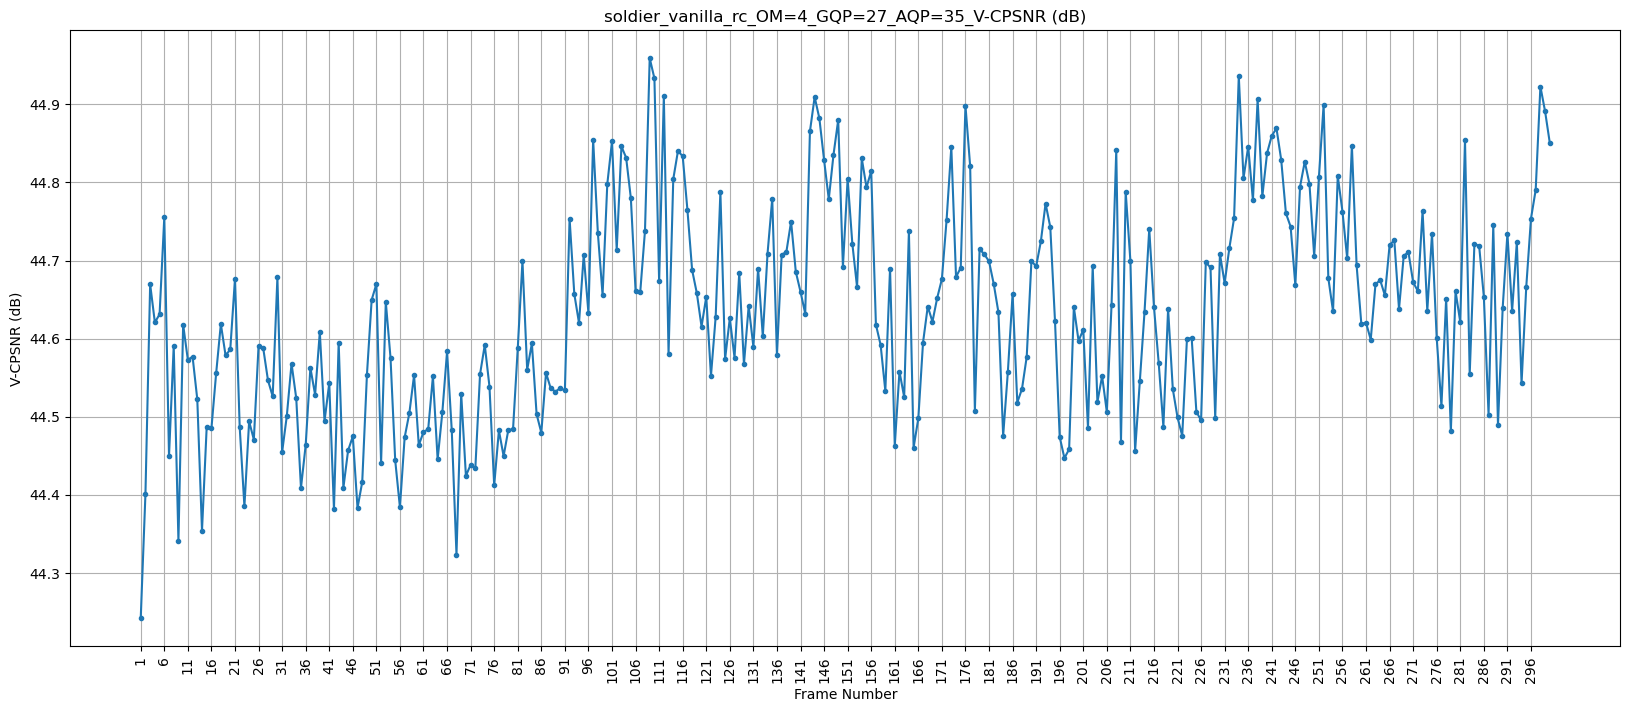 soldier_vanilla_rc_OM=4_GQP=27_AQP=35_V-CPSNR (dB)
V-CPSNR (dB)
44.9
44.8
44.7
44.6
44.5
44.4
44.3
1 6 11 16 21 26 31 36 41 46 51 56 61 66 71 76 81 86 91 96 101 106 111 116 121 126 131 136 141 146 151 156 161 166 171 176 181 186 191 196 201 206 211 216 221 226 231 236 241 246 251 256 261 266 271 276 281 286 291 296
Frame Number